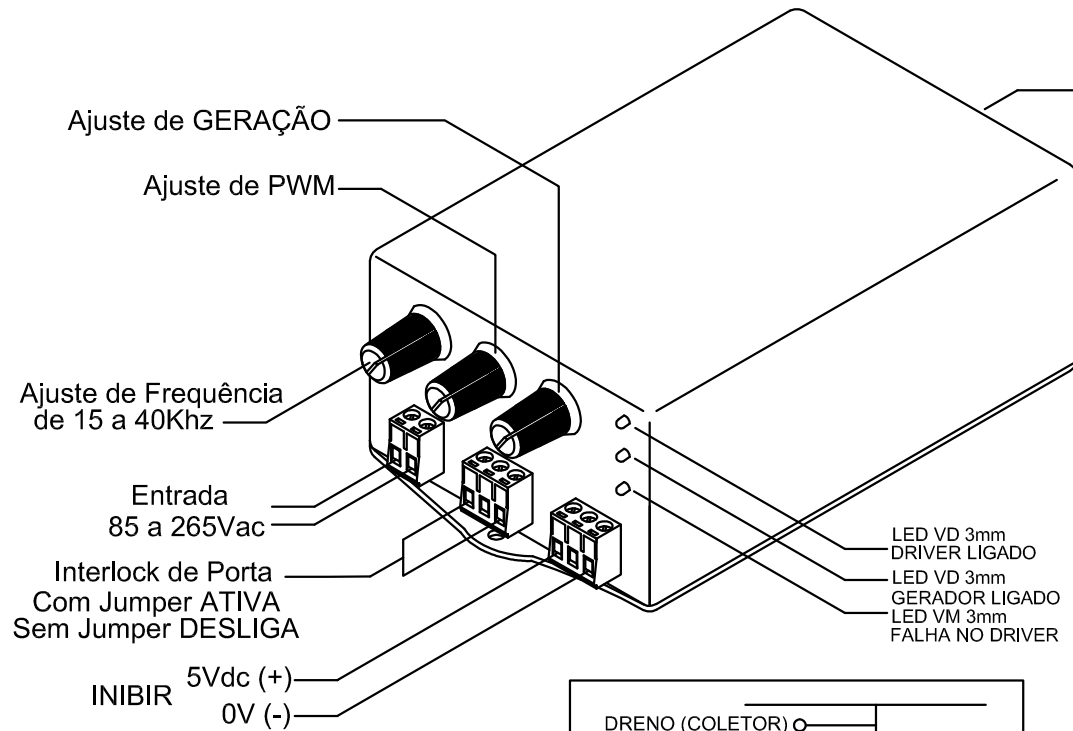 Ajuste de GERAÇÃO
Ajuste de PWM
Ajuste de Frequência
de 15 a 40Khz
Entrada
85 a 265Vac
Interlock de Porta
Com Jumper ATIVA
Sem Jumper DESLIGA
INIBIR
5Vdc (+)
0V (-)
LED VD 3mm
DRIVER LIGADO
LED VD 3mm
GERADOR LIGADO
LED VM 3mm
FALHA NO DRIVER
DRENO (COLETOR)